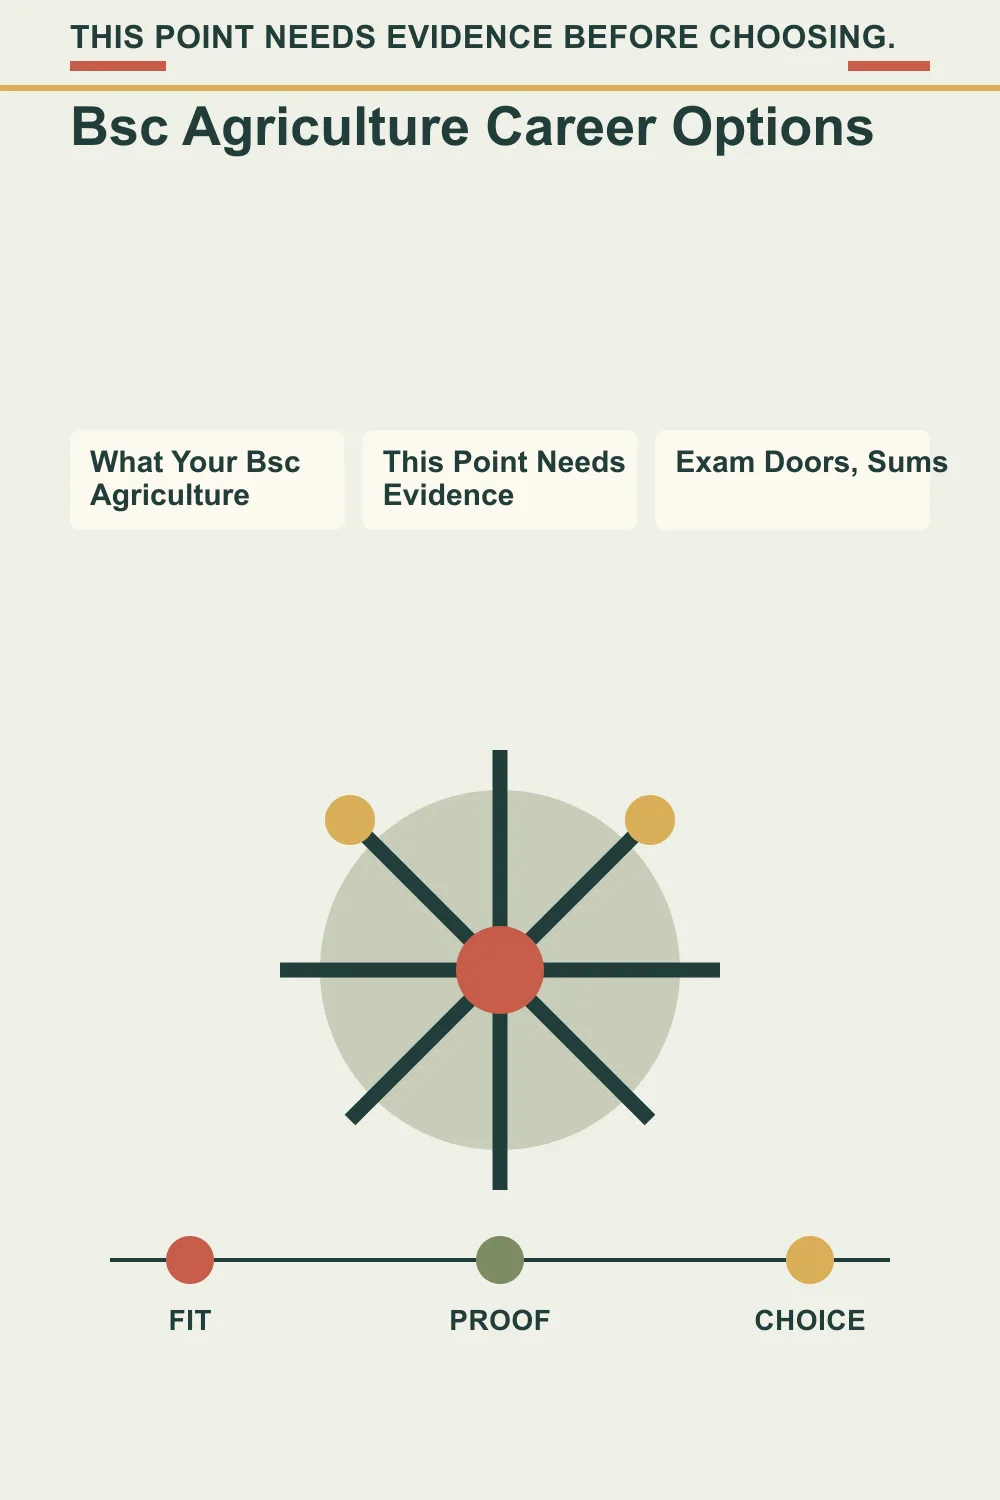 THIS POINT NEEDS EVIDENCE BEFORE CHOOSING.
Bsc Agriculture Career Options
What Your Bsc
Agriculture
This Point Needs
Evidence
Exam Doors, Sums
FIT
PROOF
CHOICE